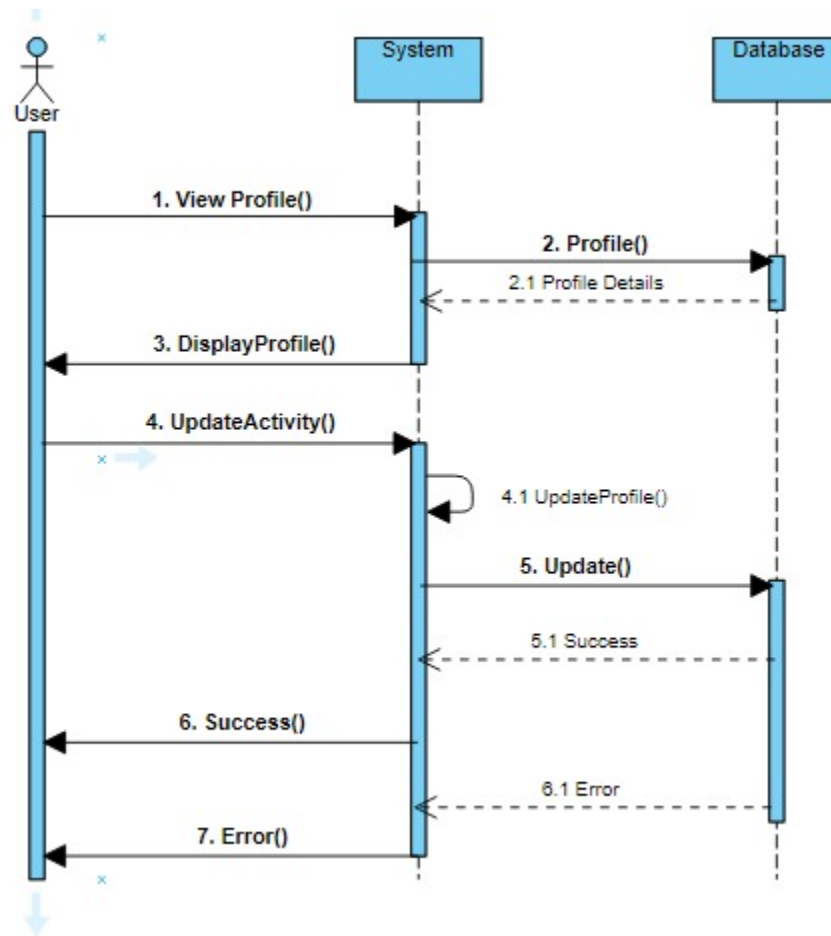 System
Database
User
1. View Profile()
2. Profile()
2.1 Profile Details
3. DisplayProfile()
4. UpdateActivity()
4.1 UpdateProfile()
5. Update()
5.1 Success
6. Success()
6.1 Error
7. Error()